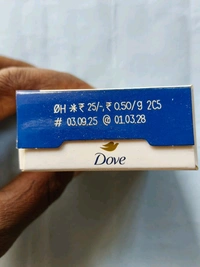 ØH ⚹₹ 25/-, ₹ 0.50/g 2C5
# 03.09.25 @ 01.03.28
Dove